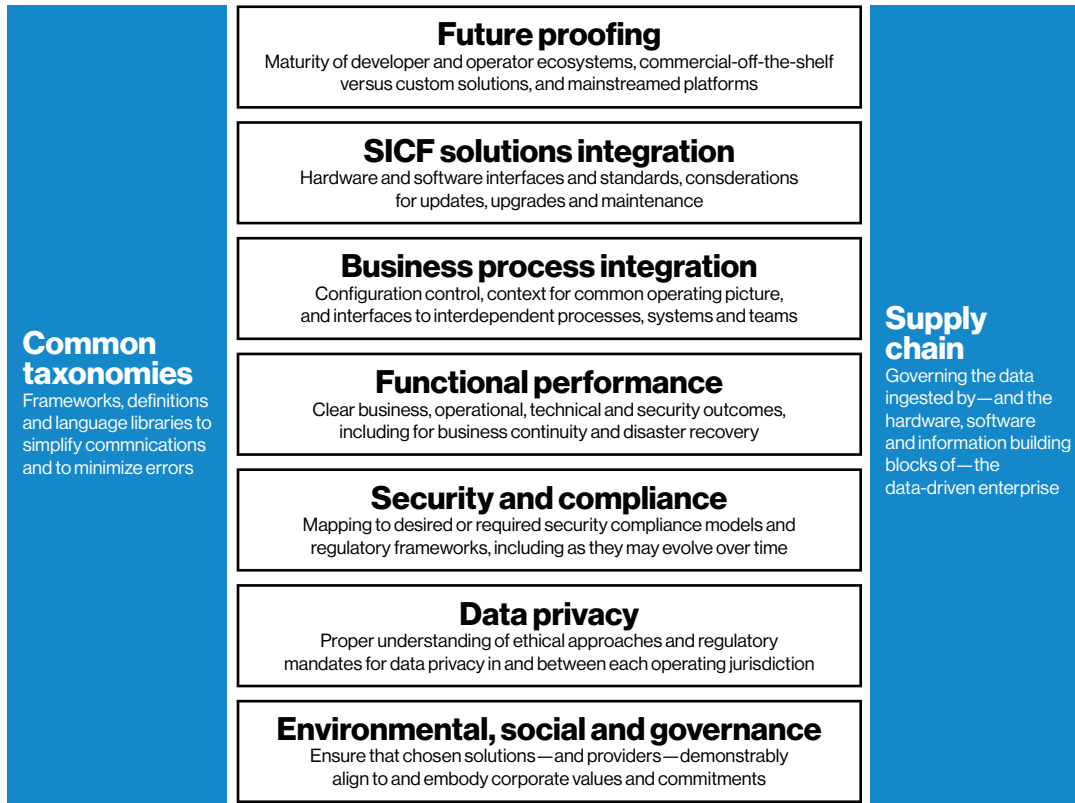 Common
taxonomies
Frameworks, definitions
and language libraries to
simplify commnications
and to minimize errors
Future proofing
Maturity of developer and operator ecosystems, commercial-off-the-shelf
versus custom solutions, and mainstreamed platforms
SICF solutions integration
Hardware and software interfaces and standards, consderations
for updates, upgrades and maintenance
Business process integration
Configuration control, context for common operating picture,
and interfaces to interdependent processes, systems and teams
Functional performance
Clear business, operational, technical and security outcomes,
including for business continuity and disaster recovery
Security and compliance
Mapping to desired or required security compliance models and
regulatory frameworks, including as they may evolve over time
Data privacy
Proper understanding of ethical approaches and regulatory
mandates for data privacy in and between each operating jurisdiction
Environmental, social and governance
Ensure that chosen solutions—and providers—demonstrably
align to and embody corporate values and commitments
Supply
chain
Governing the data
ingested by—and the
hardware, software
and information building
blocks of—the
data-driven enterprise